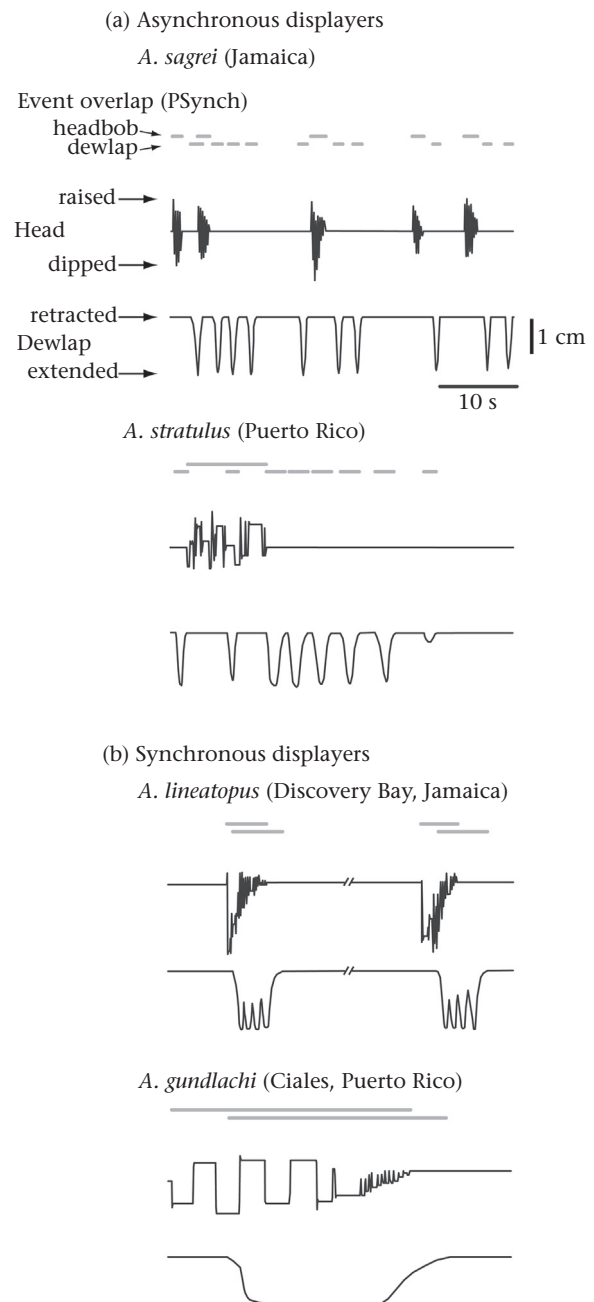 (a) Asynchronous displayers
A. sagrei (Jamaica)
Event overlap (PSynch)
headbob
dewlap
raised
Head
dipped
retracted
Dewlap
extended
1 cm
10 s
A. stratulus (Puerto Rico)
(b) Synchronous displayers
A. lineatopus (Discovery Bay, Jamaica)
A. gundlachi (Ciales, Puerto Rico)